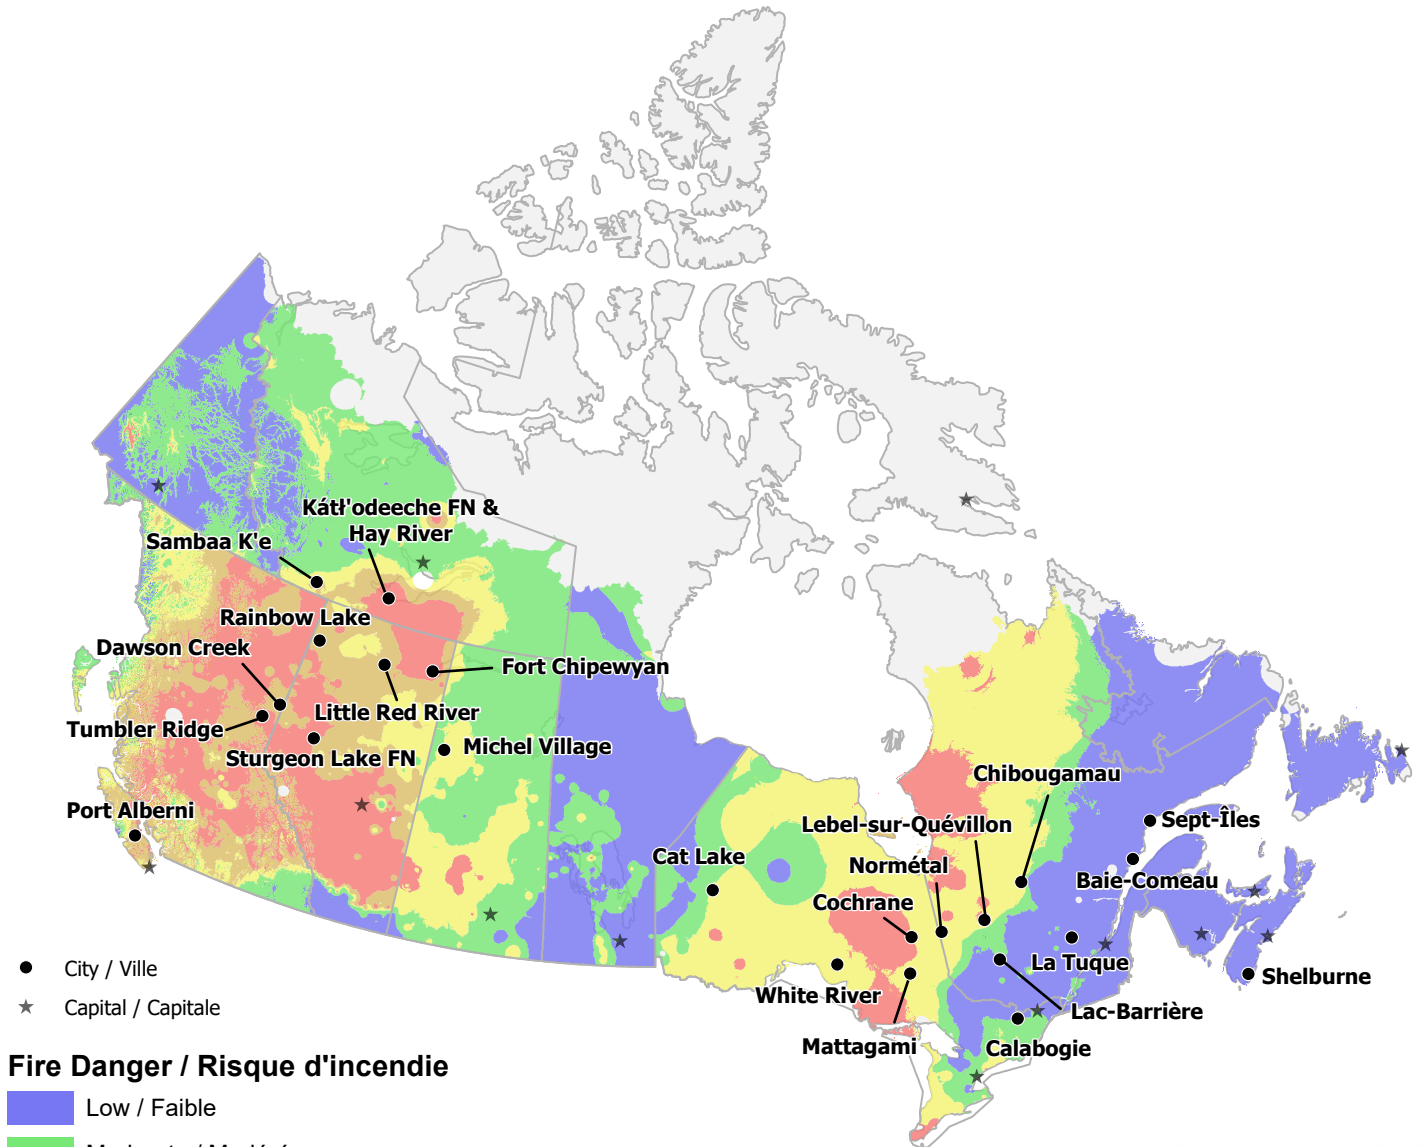 Kátł'odeeche FN &
Hay River
Sambaa K'e
Rainbow Lake
Dawson Creek
Fort Chipewyan
Little Red River
Tumbler Ridge
Michel Village
Sturgeon Lake FN
Chibougamau
Port Alberni
Sept-Îles
Lebel-sur-Quévillon
Cat Lake
Normétal
Baie-Comeau
Cochrane
La Tuque
City / Ville
Shelburne
White River
Capital / Capitale
Lac-Barrière
Mattagami
Calabogie
Fire Danger / Risque d'incendie
Low / Faible